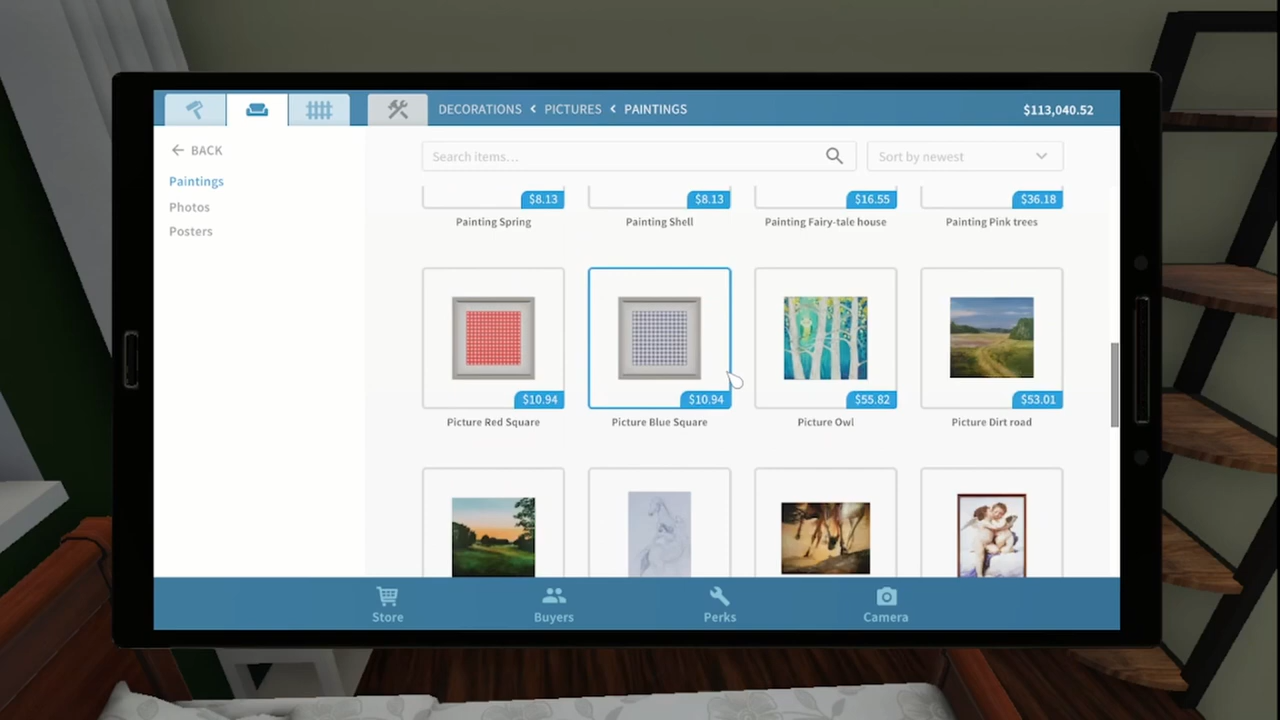 DECORATIONS < PICTURES < PAINTINGS
$113,040.52
BACK
Search items...
Sort by newest
Paintings
Photos
Posters
$8.13
$8.13
$16.55
$36.18
Painting Spring
Painting Shell
Painting Fairy-tale house
Painting Pink trees
$10.94
$10.94
$55.82
$53.01
Picture Red Square
Picture Blue Square
Picture Owl
Picture Dirt road
Store
Buyers
Perks
Camera